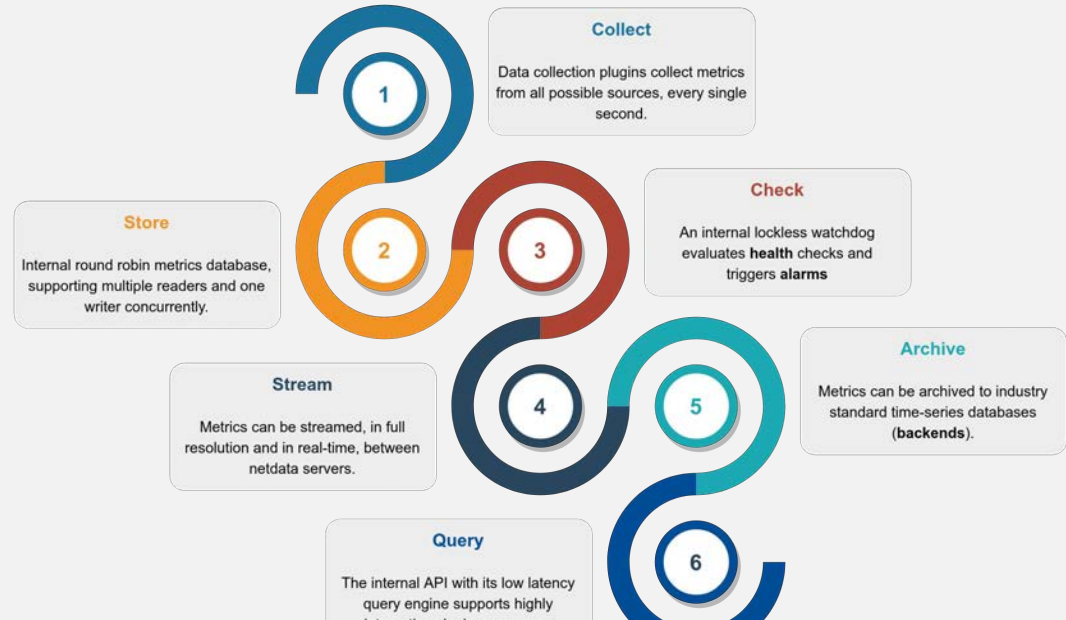 1
Collect
Data collection plugins collect metrics
from all possible sources, every single
second.
Store
Internal round robin metrics database,
supporting multiple readers and one
writer concurrently.
2
3
Check
An internal lockless watchdog
evaluates health checks and
triggers alarms
Stream
Metrics can be streamed, in full
resolution and in real-time, between
netdata servers.
4
5
Archive
Metrics can be archived to industry
standard time-series databases
(backends).
Query
The internal API with its low latency
query engine supports highly
6